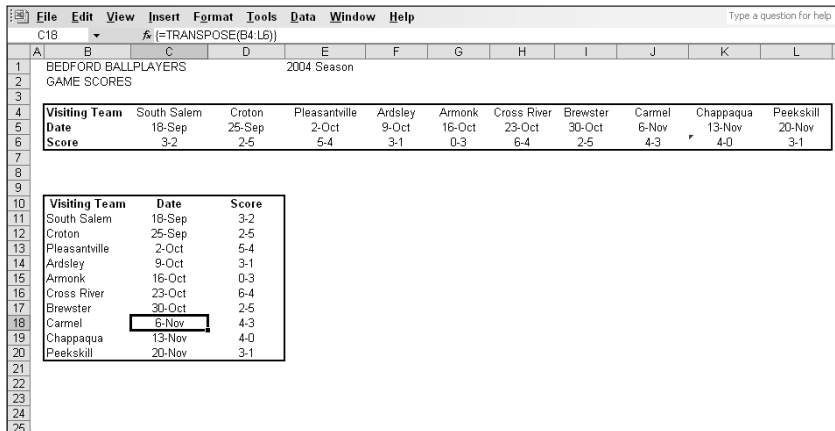 File Edit View Insert Format Tools Data Window Help Type a question for help
C18 fx {=TRANSPOSE(B4:L6)}
A B C D E F G H I J K L
1 BEDFORD BALLPLAYERS 2004 Season
2 GAME SCORES
3
4 Visiting Team South Salem Croton Pleasantville Ardsley Armonk Cross River Brewster Carmel Chappaqua Peekskill
5 Date 18-Sep 25-Sep 2-Oct 9-Oct 16-Oct 23-Oct 30-Oct 6-Nov 13-Nov 20-Nov
6 Score 3-2 2-5 5-4 3-1 0-3 6-4 2-5 4-3 4-0 3-1
7
8
9
10 Visiting Team Date Score
11 South Salem 18-Sep 3-2
12 Croton 25-Sep 2-5
13 Pleasantville 2-Oct 5-4
14 Ardsley 9-Oct 3-1
15 Armonk 16-Oct 0-3
16 Cross River 23-Oct 6-4
17 Brewster 30-Oct 2-5
18 Carmel 6-Nov 4-3
19 Chappaqua 13-Nov 4-0
20 Peekskill 20-Nov 3-1
21
22
23
24
25